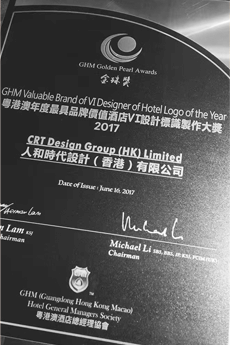 GHM Golden Pearl Awards
金珠獎
GHM Valuable Brand of VI Designer of Hotel Logo of the Year
粵港澳年度最具品牌價值酒店VI設計標識製作大獎
2017
CRT Design Group (HK) Limited
人和時代設計（香港）有限公司
Date of Issue : June 16, 2017
Lam
Chairman
Michael Li
Chairman
GHM (Guangdong Hong Kong Macao)
Hotel General Managers Society
粵港澳酒店總經理協會